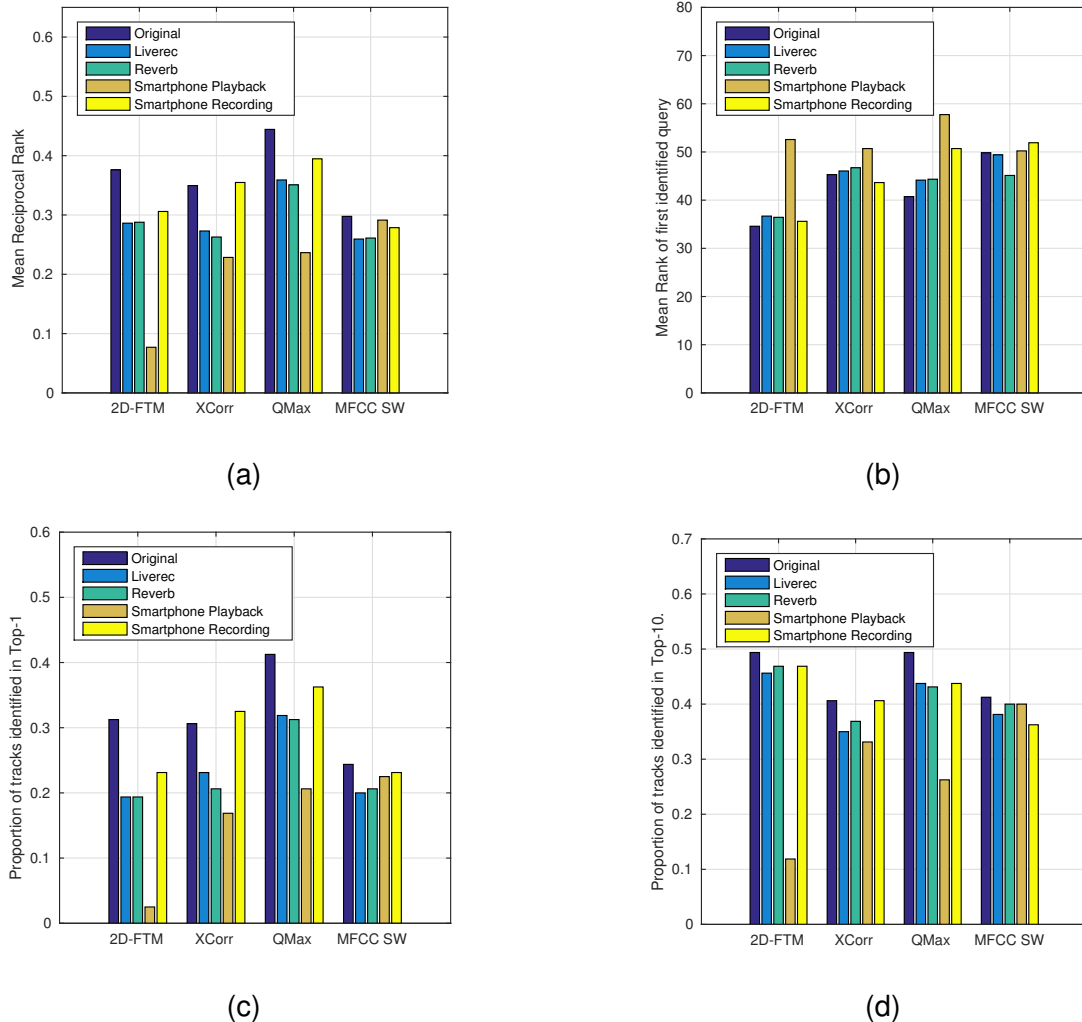 Mean Reciprocal Rank
0.6
0.5
0.4
0.3
0.2
0.1
0
Original
Liverec
Reverb
Smartphone Playback
Smartphone Recording
2D-FTM XCorr QMax MFCC SW
(a)
Mean Rank of first identified query
80
70
60
50
40
30
20
10
0
Original
Liverec
Reverb
Smartphone Playback
Smartphone Recording
2D-FTM XCorr QMax MFCC SW
(b)
Proportion of tracks identified in Top-1
0.6
0.5
0.4
0.3
0.2
0.1
0
Original
Liverec
Reverb
Smartphone Playback
Smartphone Recording
2D-FTM XCorr QMax MFCC SW
(c)
Proportion of tracks identified in Top-10.
0.7
0.6
0.5
0.4
0.3
0.2
0.1
0
Original
Liverec
Reverb
Smartphone Playback
Smartphone Recording
2D-FTM XCorr QMax MFCC SW
(d)